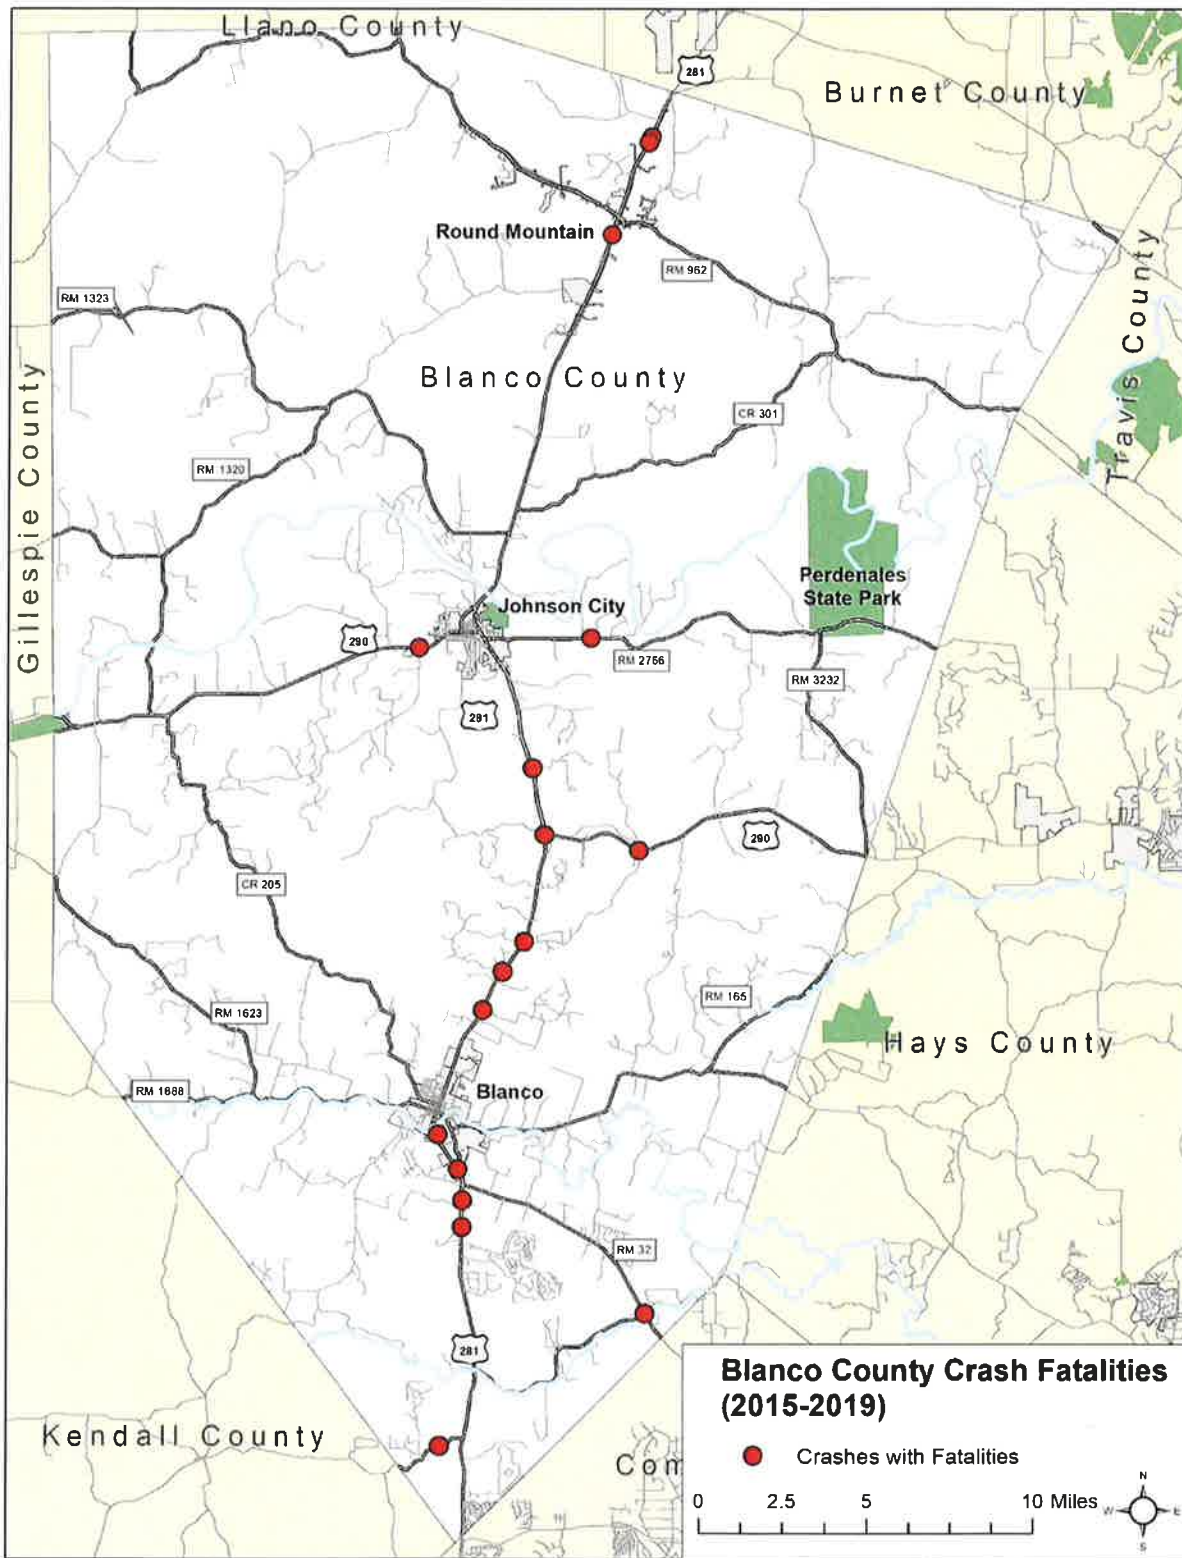 Llano County
281
Burnet County
Round Mountain
RM 962
Travis County
RM 1323
Blanco County
Gillespie County
CR 301
RM 1320
Perdenales
State Park
Johnson City
290
RM 2766
RM 3232
281
290
CR 205
RM 165
RM 1623
Hays County
RM 1888
Blanco
RM 32
281
Blanco County Crash Fatalities
(2015-2019)
Kendall County
Crashes with Fatalities
Com
0 2.5 5 10 Miles
N
W E
S